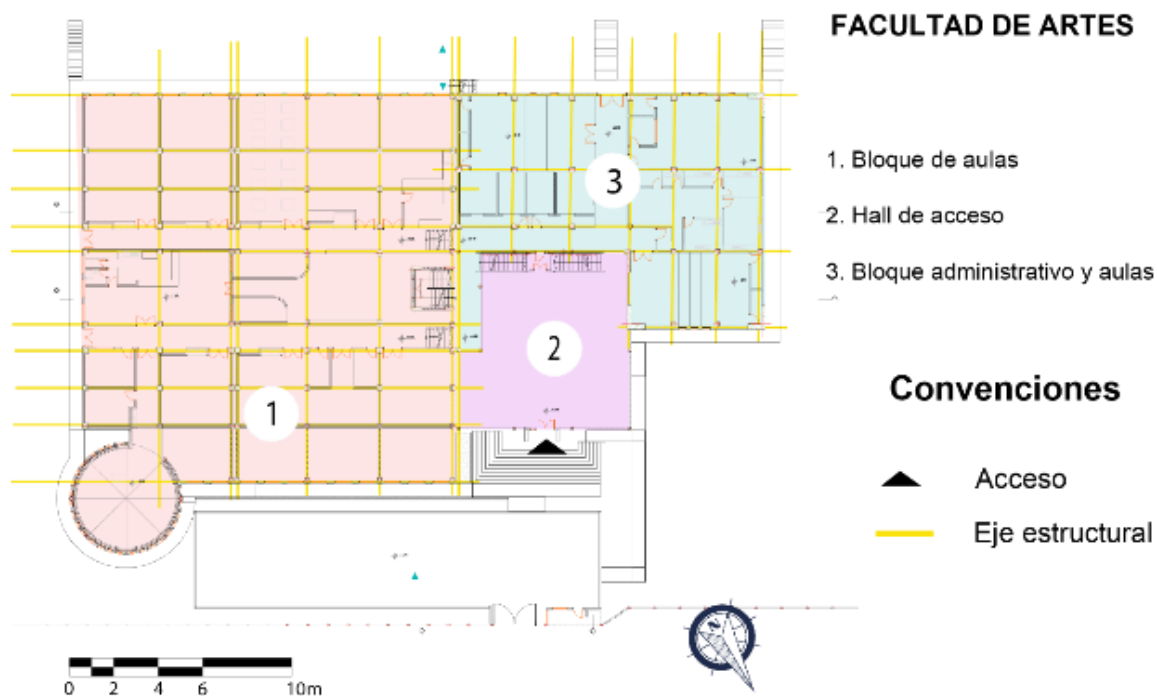 FACULTAD DE ARTES
1. Bloque de aulas
2. Hall de acceso
3. Bloque administrativo y aulas
3
2
1
Convenciones
Acceso
Eje estructural
0 2 4 6 10m